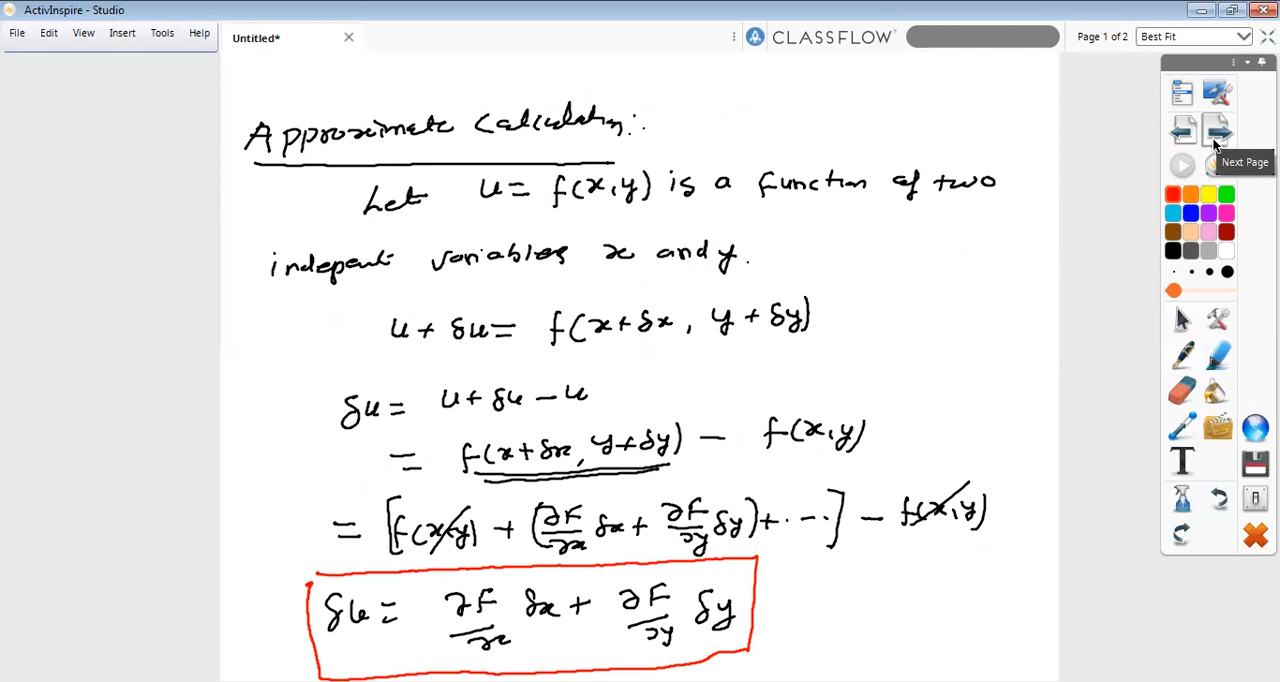 ActivInspire - Studio
File Edit View Insert Tools Help
Untitled*
CLASSFLOW
Page 1 of 2
Best Fit
Next Page
Approximate Calculation:
Let u = f(x,y) is a function of two
indepent variables x and y.
u + δu = f(x+δx, y+δy)
δu = u+δu - u
= f(x+δx, y+δy) - f(x,y)
= [f(x,y) + (∂f/∂x δx + ∂f/∂y δy) + ....] - f(x,y)
δu = ∂f/∂x δx + ∂f/∂y δy
T